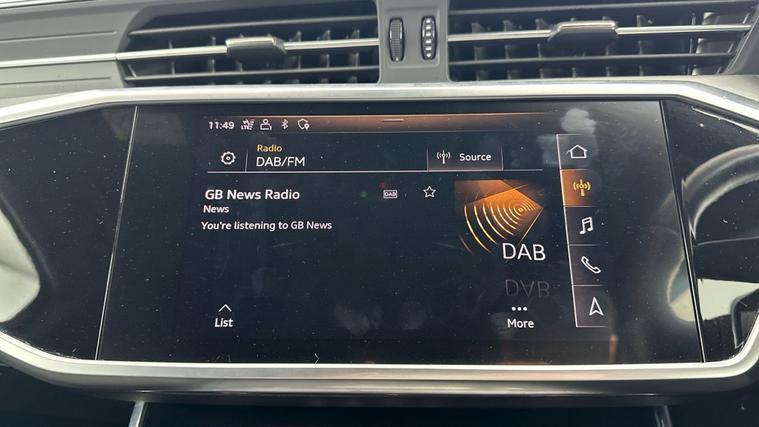 11:49 LTE
Radio
DAB/FM
Source
GB News Radio
DAB
News
You're listening to GB News
DAB
List
More